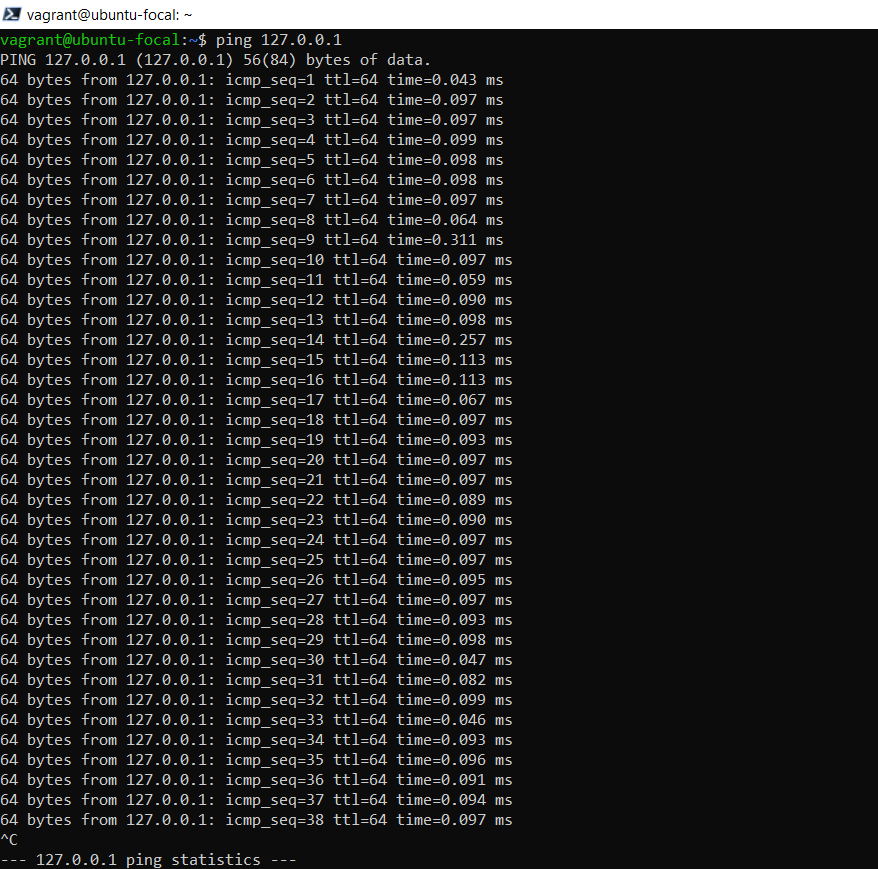 vagrant@ubuntu-focal: ~
vagrant@ubuntu-focal:~$ ping 127.0.0.1
PING 127.0.0.1 (127.0.0.1) 56(84) bytes of data.
64 bytes from 127.0.0.1: icmp_seq=1 ttl=64 time=0.043 ms
64 bytes from 127.0.0.1: icmp_seq=2 ttl=64 time=0.097 ms
64 bytes from 127.0.0.1: icmp_seq=3 ttl=64 time=0.097 ms
64 bytes from 127.0.0.1: icmp_seq=4 ttl=64 time=0.099 ms
64 bytes from 127.0.0.1: icmp_seq=5 ttl=64 time=0.098 ms
64 bytes from 127.0.0.1: icmp_seq=6 ttl=64 time=0.098 ms
64 bytes from 127.0.0.1: icmp_seq=7 ttl=64 time=0.097 ms
64 bytes from 127.0.0.1: icmp_seq=8 ttl=64 time=0.064 ms
64 bytes from 127.0.0.1: icmp_seq=9 ttl=64 time=0.311 ms
64 bytes from 127.0.0.1: icmp_seq=10 ttl=64 time=0.097 ms
64 bytes from 127.0.0.1: icmp_seq=11 ttl=64 time=0.059 ms
64 bytes from 127.0.0.1: icmp_seq=12 ttl=64 time=0.090 ms
64 bytes from 127.0.0.1: icmp_seq=13 ttl=64 time=0.098 ms
64 bytes from 127.0.0.1: icmp_seq=14 ttl=64 time=0.257 ms
64 bytes from 127.0.0.1: icmp_seq=15 ttl=64 time=0.113 ms
64 bytes from 127.0.0.1: icmp_seq=16 ttl=64 time=0.113 ms
64 bytes from 127.0.0.1: icmp_seq=17 ttl=64 time=0.067 ms
64 bytes from 127.0.0.1: icmp_seq=18 ttl=64 time=0.097 ms
64 bytes from 127.0.0.1: icmp_seq=19 ttl=64 time=0.093 ms
64 bytes from 127.0.0.1: icmp_seq=20 ttl=64 time=0.097 ms
64 bytes from 127.0.0.1: icmp_seq=21 ttl=64 time=0.097 ms
64 bytes from 127.0.0.1: icmp_seq=22 ttl=64 time=0.089 ms
64 bytes from 127.0.0.1: icmp_seq=23 ttl=64 time=0.090 ms
64 bytes from 127.0.0.1: icmp_seq=24 ttl=64 time=0.097 ms
64 bytes from 127.0.0.1: icmp_seq=25 ttl=64 time=0.097 ms
64 bytes from 127.0.0.1: icmp_seq=26 ttl=64 time=0.095 ms
64 bytes from 127.0.0.1: icmp_seq=27 ttl=64 time=0.097 ms
64 bytes from 127.0.0.1: icmp_seq=28 ttl=64 time=0.093 ms
64 bytes from 127.0.0.1: icmp_seq=29 ttl=64 time=0.098 ms
64 bytes from 127.0.0.1: icmp_seq=30 ttl=64 time=0.047 ms
64 bytes from 127.0.0.1: icmp_seq=31 ttl=64 time=0.082 ms
64 bytes from 127.0.0.1: icmp_seq=32 ttl=64 time=0.099 ms
64 bytes from 127.0.0.1: icmp_seq=33 ttl=64 time=0.046 ms
64 bytes from 127.0.0.1: icmp_seq=34 ttl=64 time=0.093 ms
64 bytes from 127.0.0.1: icmp_seq=35 ttl=64 time=0.096 ms
64 bytes from 127.0.0.1: icmp_seq=36 ttl=64 time=0.091 ms
64 bytes from 127.0.0.1: icmp_seq=37 ttl=64 time=0.094 ms
64 bytes from 127.0.0.1: icmp_seq=38 ttl=64 time=0.097 ms
^C
--- 127.0.0.1 ping statistics ---